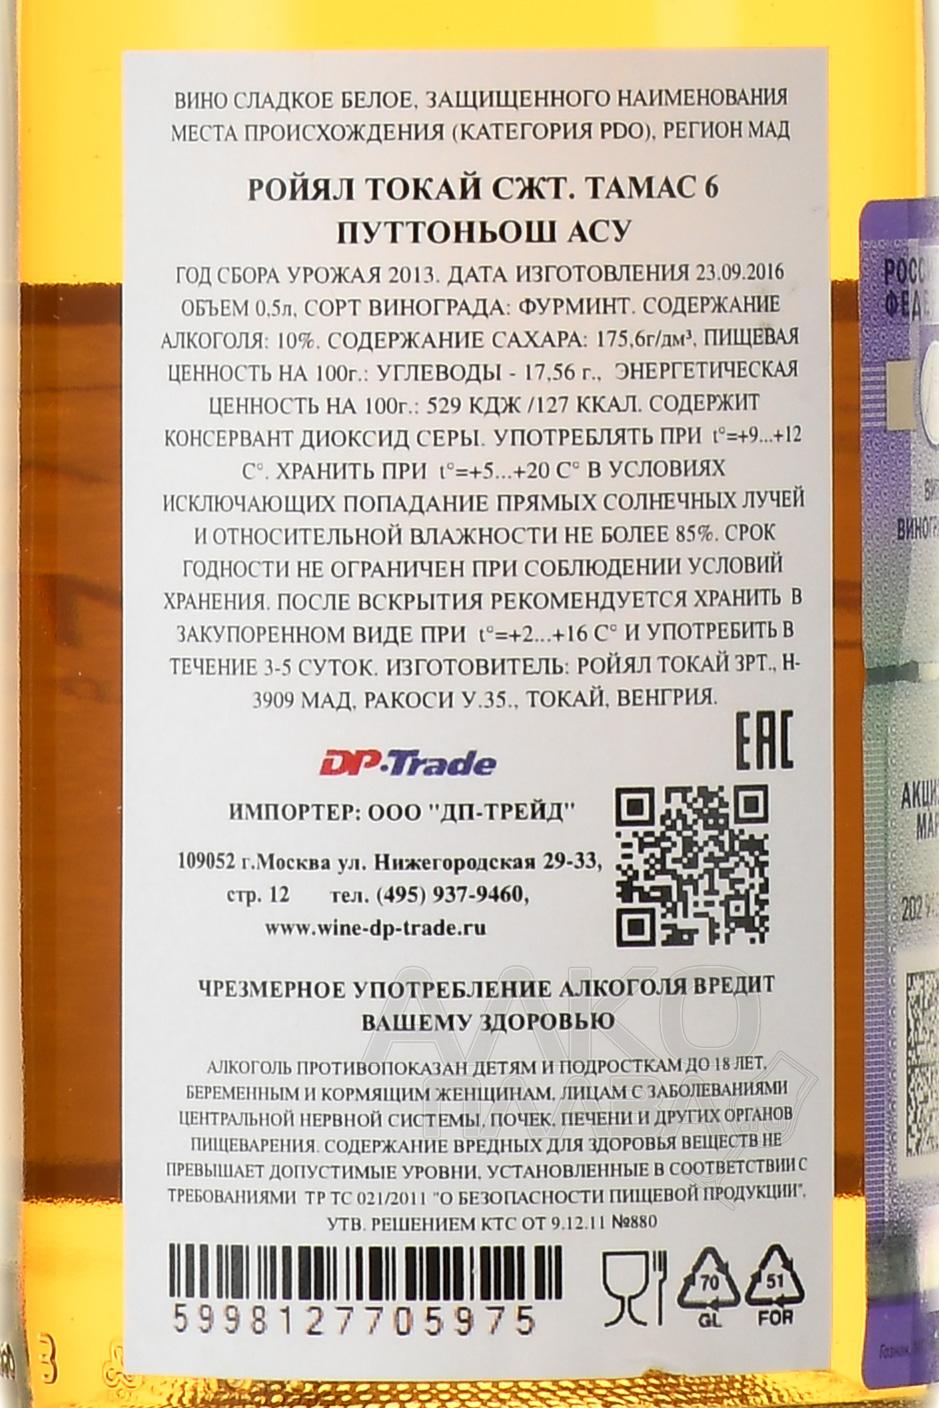 ВИНО СЛАДКОЕ БЕЛОЕ, ЗАЩИЩЕННОГО НАИМЕНОВАНИЯ
МЕСТА ПРОИСХОЖДЕНИЯ (КАТЕГОРИЯ PDO), РЕГИОН МАД
РОЙЯЛ ТОКАЙ СЖТ. ТАМАС 6
ПУТТОНЬОШ АСУ
ГОД СБОРА УРОЖАЯ 2013. ДАТА ИЗГОТОВЛЕНИЯ 23.09.2016
ОБЪЕМ 0,5л, СОРТ ВИНОГРАДА: ФУРМИНТ. СОДЕРЖАНИЕ
АЛКОГОЛЯ: 10%. СОДЕРЖАНИЕ САХАРА: 175,6г/дм³, ПИЩЕВАЯ
ЦЕННОСТЬ НА 100г.: УГЛЕВОДЫ - 17,56 г., ЭНЕРГЕТИЧЕСКАЯ
ЦЕННОСТЬ НА 100г.: 529 КДЖ /127 ККАЛ. СОДЕРЖИТ
КОНСЕРВАНТ ДИОКСИД СЕРЫ. УПОТРЕБЛЯТЬ ПРИ t°=+9...+12
С°. ХРАНИТЬ ПРИ t°=+5...+20 С° В УСЛОВИЯХ
ИСКЛЮЧАЮЩИХ ПОПАДАНИЕ ПРЯМЫХ СОЛНЕЧНЫХ ЛУЧЕЙ
И ОТНОСИТЕЛЬНОЙ ВЛАЖНОСТИ НЕ БОЛЕЕ 85%. СРОК
ГОДНОСТИ НЕ ОГРАНИЧЕН ПРИ СОБЛЮДЕНИИ УСЛОВИЙ
ХРАНЕНИЯ. ПОСЛЕ ВСКРЫТИЯ РЕКОМЕНДУЕТСЯ ХРАНИТЬ В
ЗАКУПОРЕННОМ ВИДЕ ПРИ t°=+2...+16 С° И УПОТРЕБИТЬ В
ТЕЧЕНИЕ 3-5 СУТОК. ИЗГОТОВИТЕЛЬ: РОЙЯЛ ТОКАЙ ЗРТ., Н-
3909 МАД, РАКОСИ У.35., ТОКАЙ, ВЕНГРИЯ.
EAC
DP-Trade
ИМПОРТЕР: ООО "ДП-ТРЕЙД"
109052 г.Москва ул. Нижегородская 29-33,
стр. 12 тел. (495) 937-9460,
www.wine-dp-trade.ru
ЧРЕЗМЕРНОЕ УПОТРЕБЛЕНИЕ АЛКОГОЛЯ ВРЕДИТ
ВАШЕМУ ЗДОРОВЬЮ
АЛКОГОЛЬ ПРОТИВОПОКАЗАН ДЕТЯМ И ПОДРОСТКАМ ДО 18 ЛЕТ,
БЕРЕМЕННЫМ И КОРМЯЩИМ ЖЕНЩИНАМ, ЛИЦАМ С ЗАБОЛЕВАНИЯМИ
ЦЕНТРАЛЬНОЙ НЕРВНОЙ СИСТЕМЫ, ПОЧЕК, ПЕЧЕНИ И ДРУГИХ ОРГАНОВ
ПИЩЕВАРЕНИЯ. СОДЕРЖАНИЕ ВРЕДНЫХ ДЛЯ ЗДОРОВЬЯ ВЕЩЕСТВ НЕ
ПРЕВЫШАЕТ ДОПУСТИМЫЕ УРОВНИ, УСТАНОВЛЕННЫЕ В СООТВЕТСТВИИ С
ТРЕБОВАНИЯМИ ТР ТС 021/2011 "О БЕЗОПАСНОСТИ ПИЩЕВОЙ ПРОДУКЦИИ",
УТВ. РЕШЕНИЕМ КТС ОТ 9.12.11 №880
5998127705975
70
GL
51
FOR